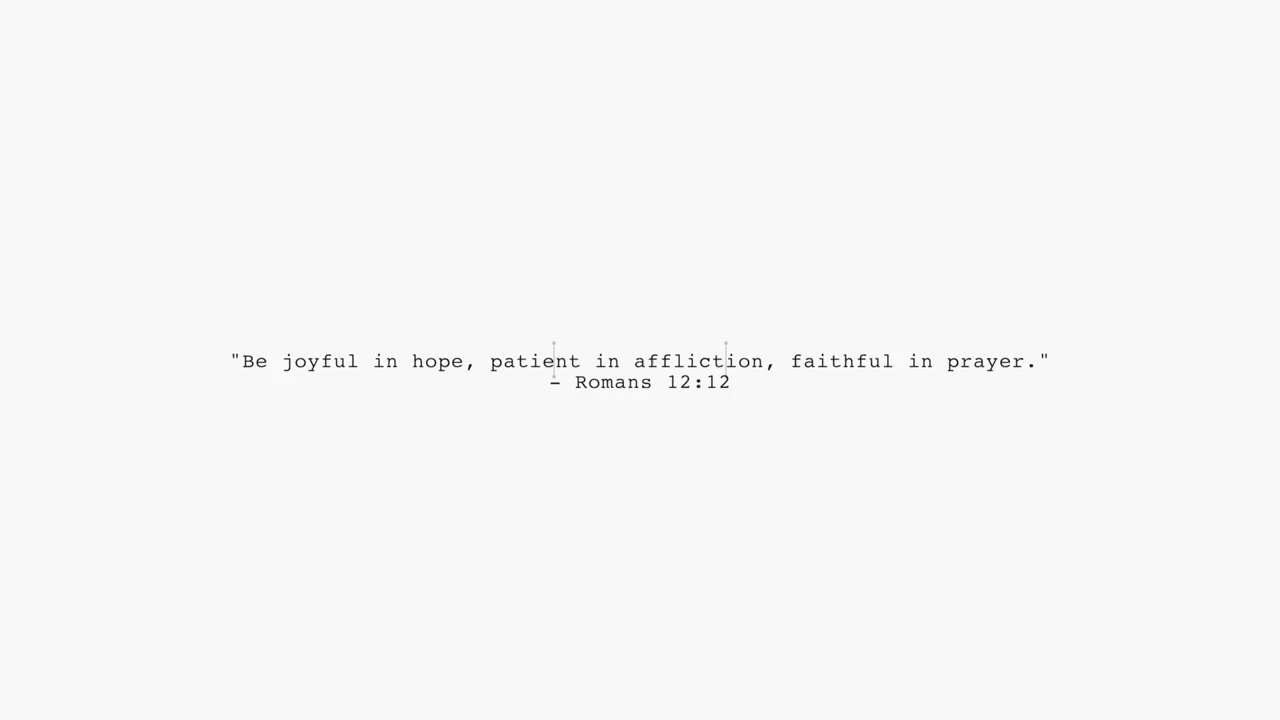 "Be joyful in hope, patient in affliction, faithful in prayer."
- Romans 12:12